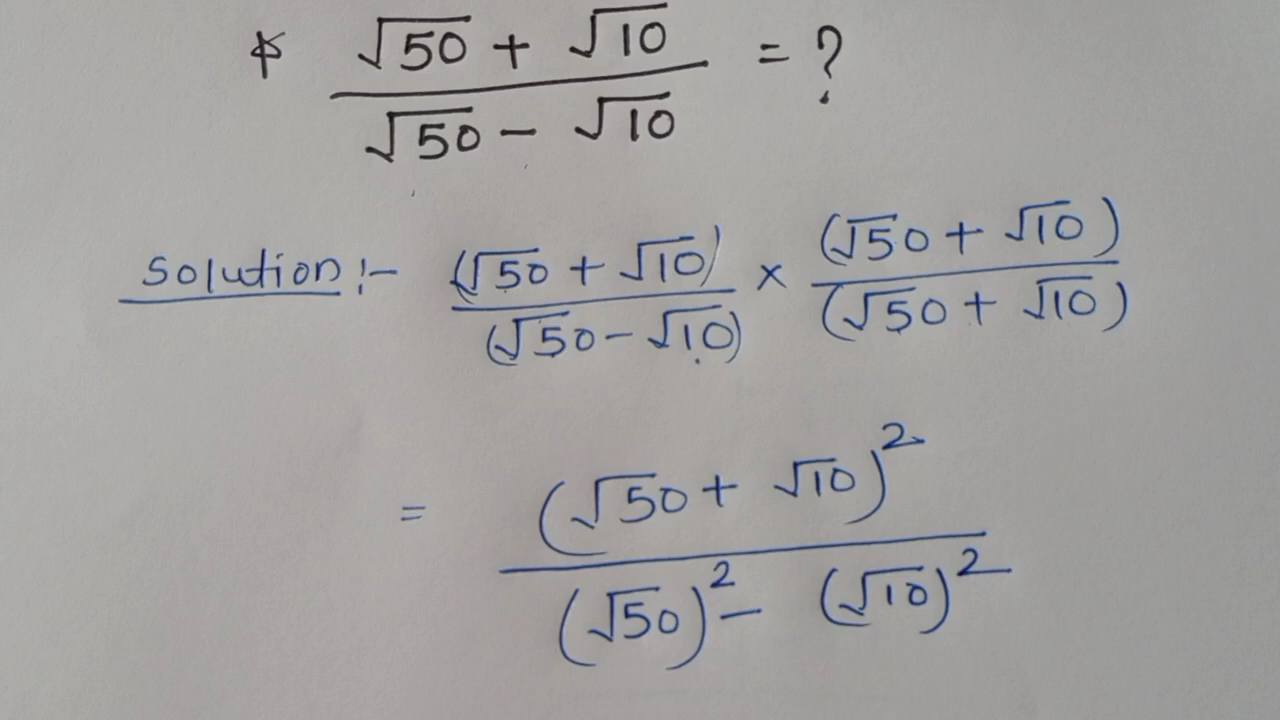 * √50 + √10 / √50 - √10 = ?
Solution :- (√50 + √10) / (√50 - √10) × (√50 + √10) / (√50 + √10)
= (√50 + √10)² / (√50)² - (√10)²